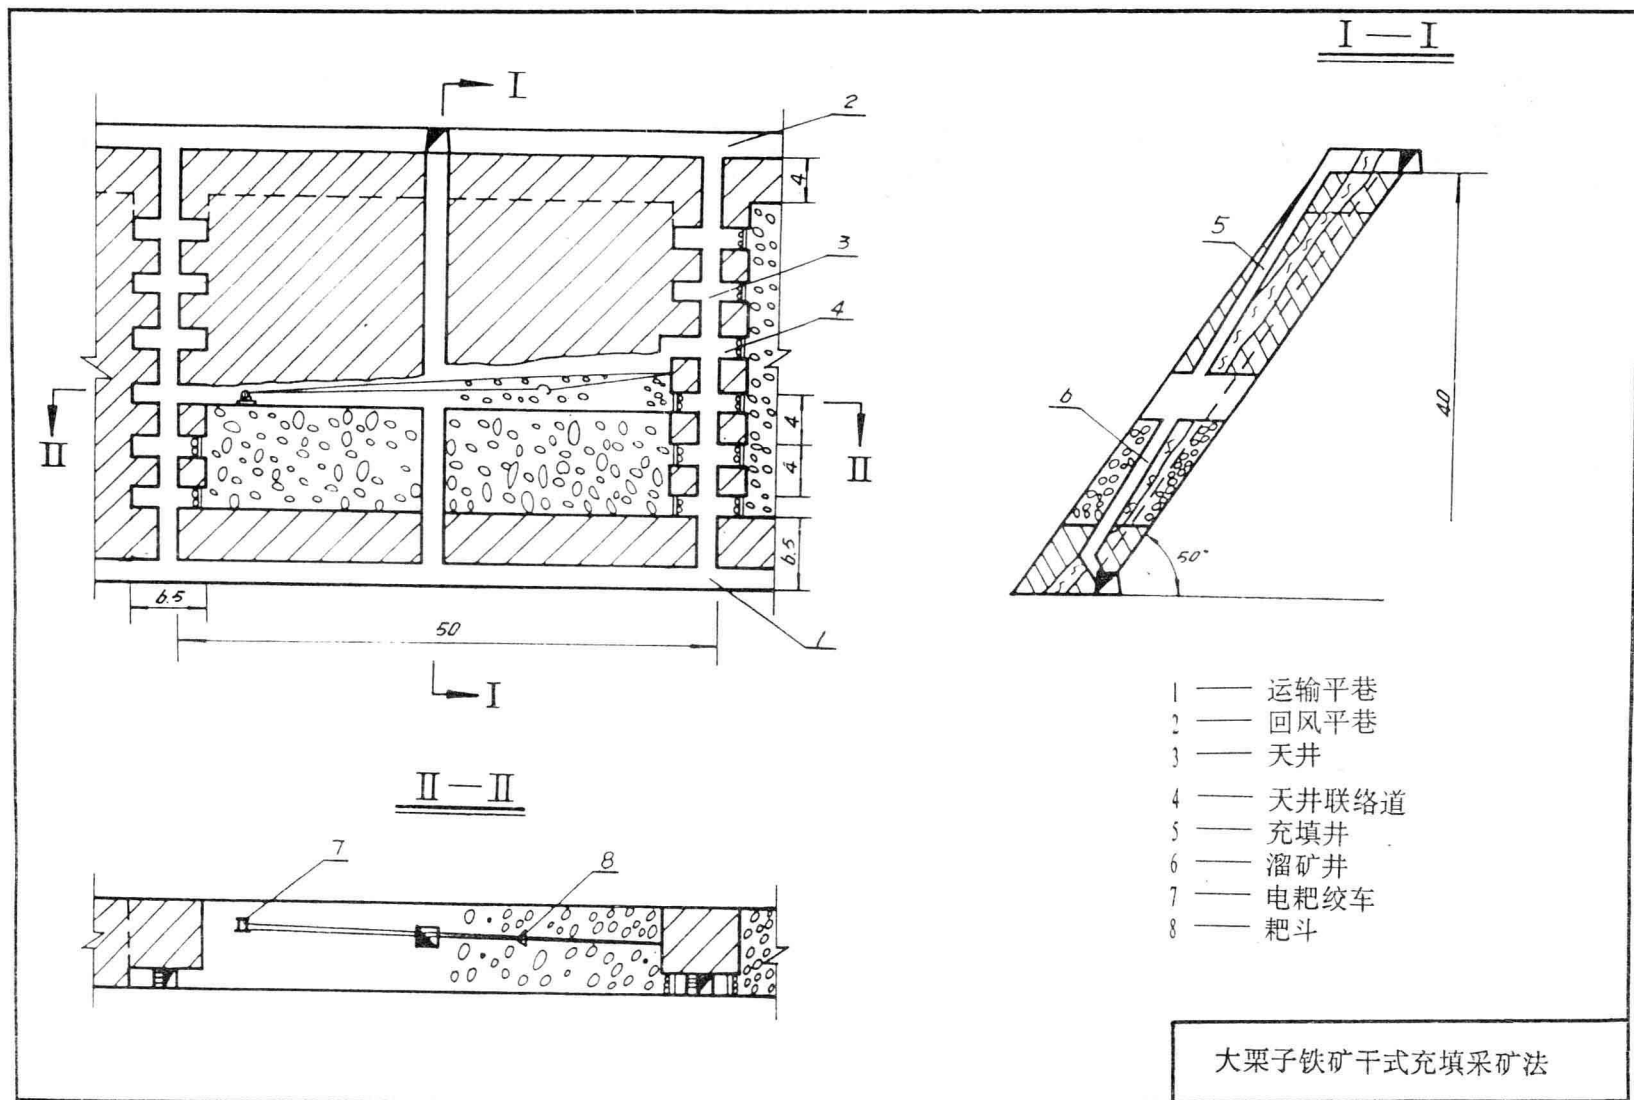 I — I
I
2
4
3
5
4
6
40
II
4
II
4
50°
6.5
6.5
50
1
I
1 —— 运输平巷
2 —— 回风平巷
3 —— 天井
4 —— 天井联络道
5 —— 充填井
6 —— 溜矿井
7 —— 电耙绞车
8 —— 耙斗
II — II
7
8
大栗子铁矿干式充填采矿法